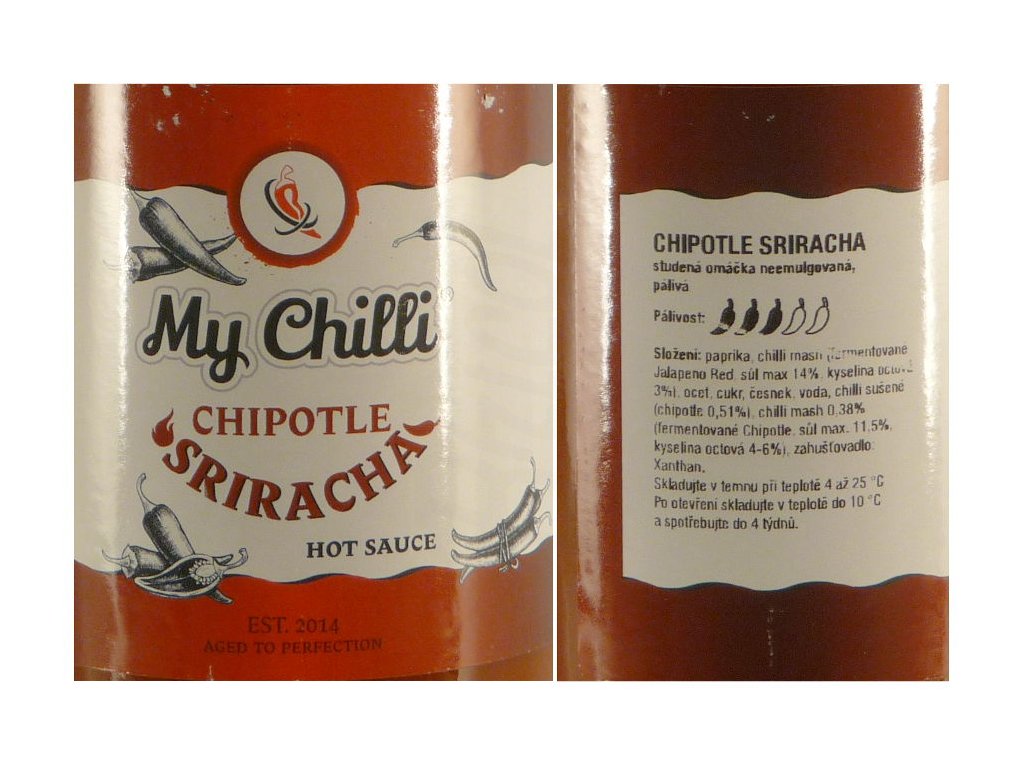 My Chilli®
CHIPOTLE
SRIRACHA
HOT SAUCE
EST. 2014
AGED TO PERFECTION
CHIPOTLE SRIRACHA
studená omáčka neemulgovaná,
pálivá
Pálivost:
Složení: paprika, chilli mash (fermentované
Jalapeno Red, sůl max 14%, kyselina octová
3%), ocet, cukr, česnek, voda, chilli sušené
(chipotle 0,51%), chilli mash 0,38%
(fermentované Chipotle, sůl max. 11,5%,
kyselina octová 4-6%), zahušťovadlo:
Xanthan.
Skladujte v temnu při teplotě 4 až 25 °C
Po otevření skladujte v teplotě do 10 °C
a spotřebujte do 4 týdnů.